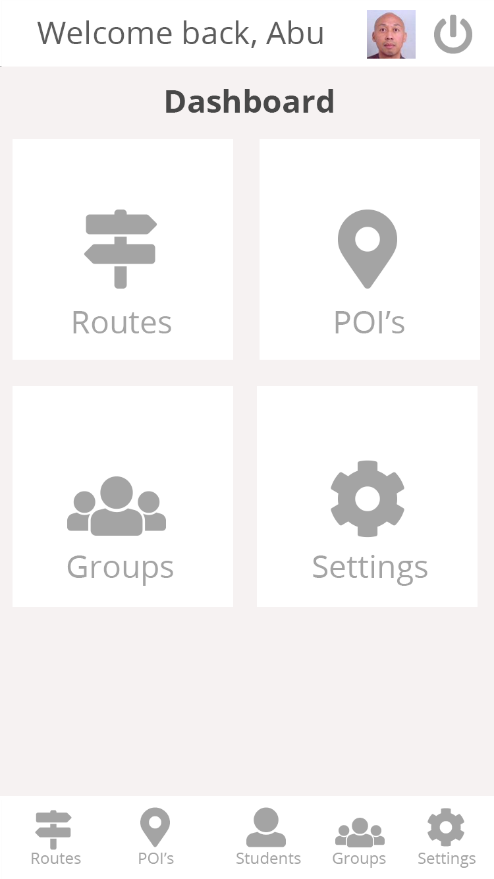 Welcome back, Abu
Dashboard
Routes
POI’s
Groups
Settings
Routes
POI’s
Students
Groups
Settings